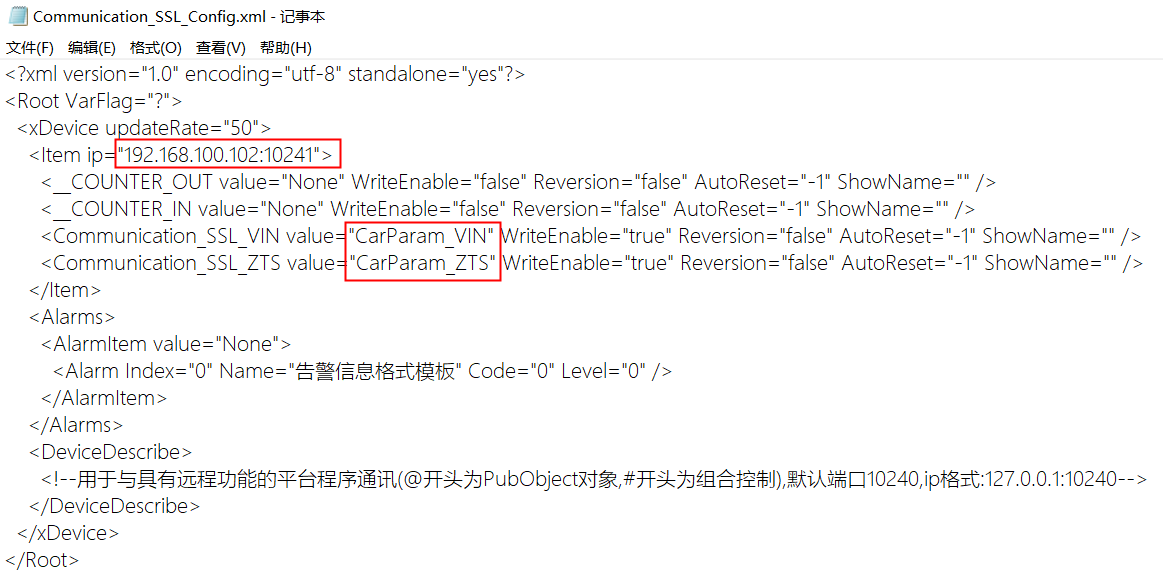 Communication_SSL_Config.xml - 记事本
文件(F) 编辑(E) 格式(O) 查看(V) 帮助(H)
<?xml version="1.0" encoding="utf-8" standalone="yes"?>
<Root VarFlag="?">
<xDevice updateRate="50">
<Item ip="192.168.100.102:10241">
<__COUNTER_OUT value="None" WriteEnable="false" Reversion="false" AutoReset="-1" ShowName="" />
<__COUNTER_IN value="None" WriteEnable="false" Reversion="false" AutoReset="-1" ShowName="" />
<Communication_SSL_VIN value="CarParam_VIN" WriteEnable="true" Reversion="false" AutoReset="-1" ShowName="" />
<Communication_SSL_ZTS value="CarParam_ZTS" WriteEnable="true" Reversion="false" AutoReset="-1" ShowName="" />
</Item>
<Alarms>
<AlarmItem value="None">
<Alarm Index="0" Name="告警信息格式模板" Code="0" Level="0" />
</AlarmItem>
</Alarms>
<DeviceDescribe>
<!--用于与具有远程功能的平台程序通讯(@开头为PubObject对象,#开头为组合控制),默认端口10240,ip格式:127.0.0.1:10240-->
</DeviceDescribe>
</xDevice>
</Root>